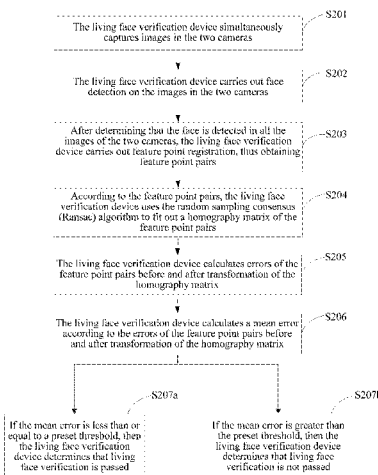 S201
The living face verification device simultaneously
captures images in the two cameras
S202
The living face verification device carries out face
detection on the images in the two cameras
S203
After determining that the face is detected in all the
images of the two cameras, the living face verification
device carries out feature point registration, thus obtaining
feature point pairs
S204
According to the feature point pairs, the living face
verification device uses the random sampling consensus
(Ransac) algorithm to fit out a homography matrix of the
feature point pairs
S205
The living face verification device calculates errors of the
feature point pairs before and after transformation of the
homography matrix
S206
The living face verification device calculates a mean error
according to the errors of the feature point pairs before
and after transformation of the homography matrix
S207a
If the mean error is less than or
equal to a preset threshold, then
the living face verification
device determines that living
face verification is passed
S207b
If the mean error is greater than
the preset threshold, then the
living face verification device
determines that living face
verification is not passed